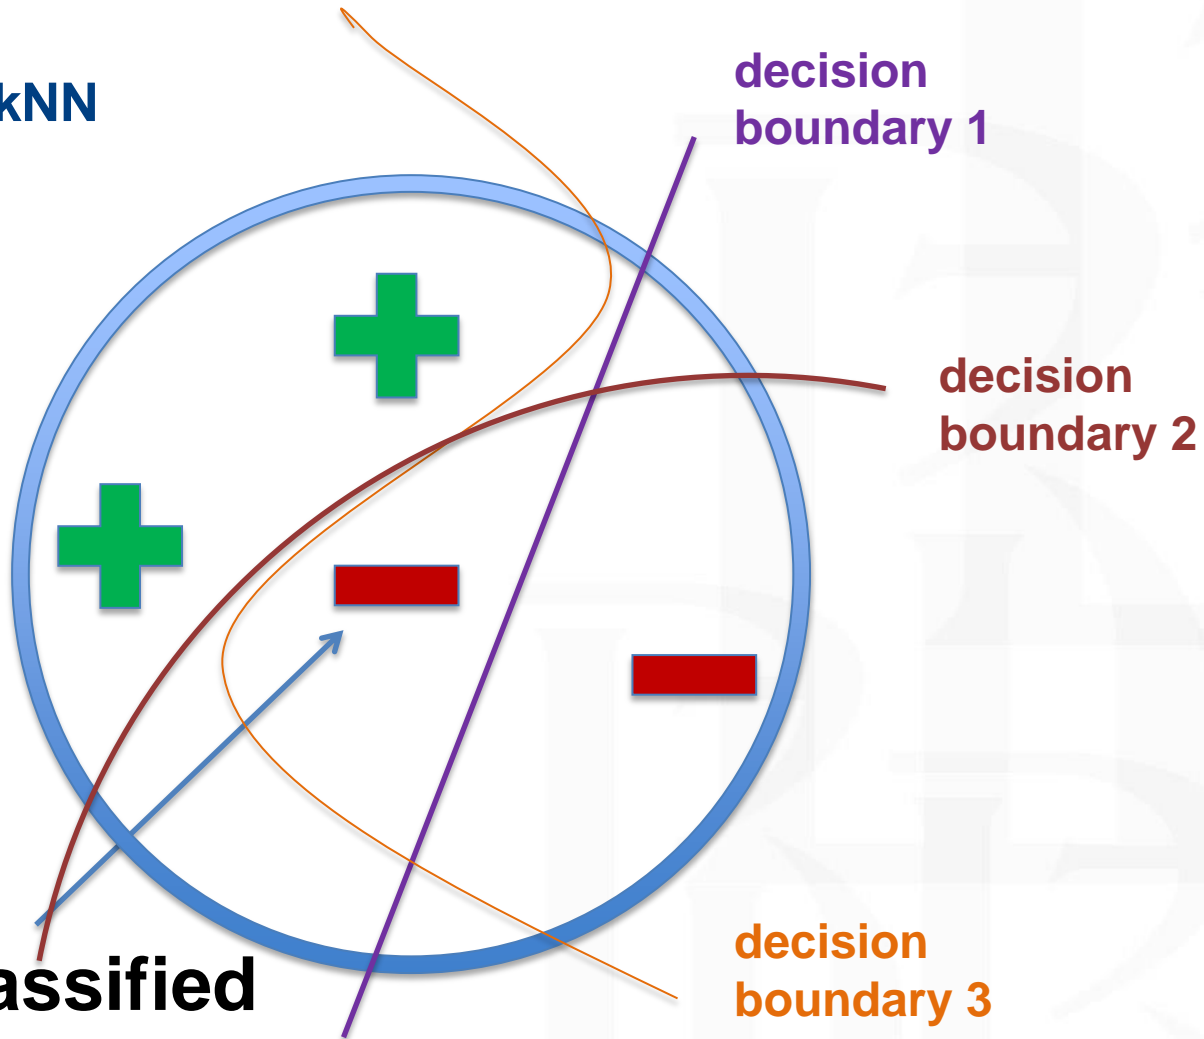 kNN
decision
boundary 1
decision
boundary 2
assified
decision
boundary 3